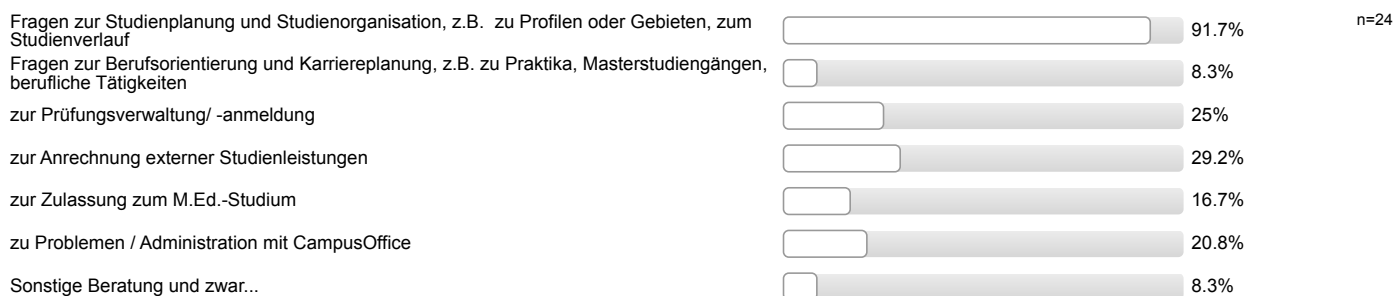 Fragen zur Studienplanung und Studienorganisation, z.B.  zu Profilen oder Gebieten, zum
Studienverlauf
91.7%
n=24
Fragen zur Berufsorientierung und Karriereplanung, z.B. zu Praktika, Masterstudiengängen,
berufliche Tätigkeiten
8.3%
zur Prüfungsverwaltung/ -anmeldung
25%
zur Anrechnung externer Studienleistungen
29.2%
zur Zulassung zum M.Ed.-Studium
16.7%
zu Problemen / Administration mit CampusOffice
20.8%
Sonstige Beratung und zwar...
8.3%